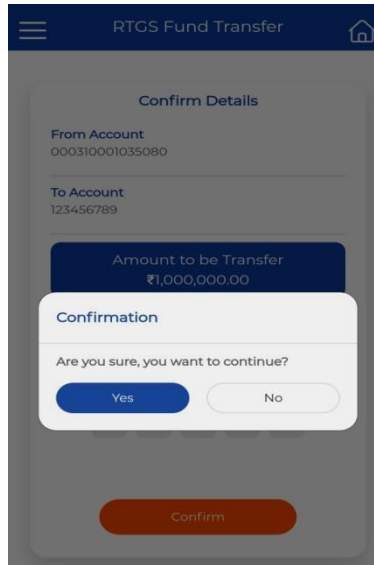 RTGS Fund Transfer
Confirm Details
From Account
000310001035080
To Account
123456789
Amount to be Transfer
₹1,000,000.00
Confirmation
Are you sure, you want to continue?
Yes
No
Confirm